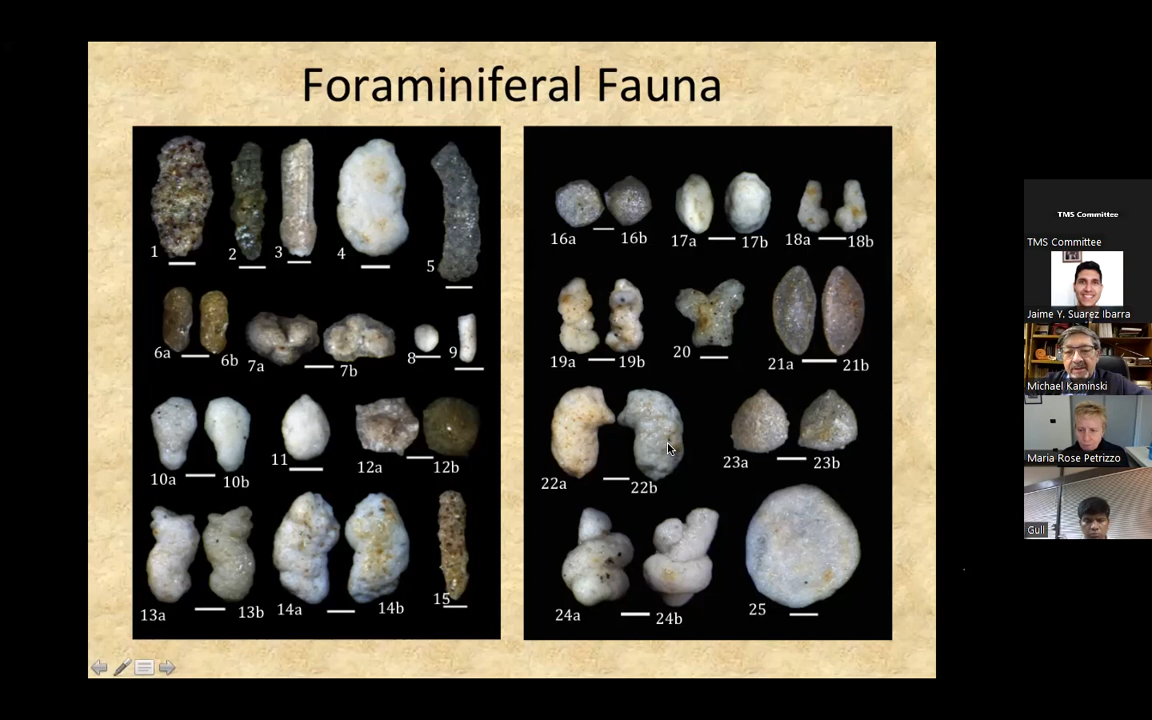 Foraminiferal Fauna
1 2 3 4 5
6a 6b 7a 7b 8 9
10a 10b 11 12a 12b
13a 13b 14a 14b 15
16a 16b 17a 17b 18a 18b
19a 19b 20 21a 21b
22a 22b 23a 23b
24a 24b 25
TMS Committee
TMS Committee
Jaime Y. Suarez Ibarra
Michael Kaminski
Maria Rose Petrizzo
Gull